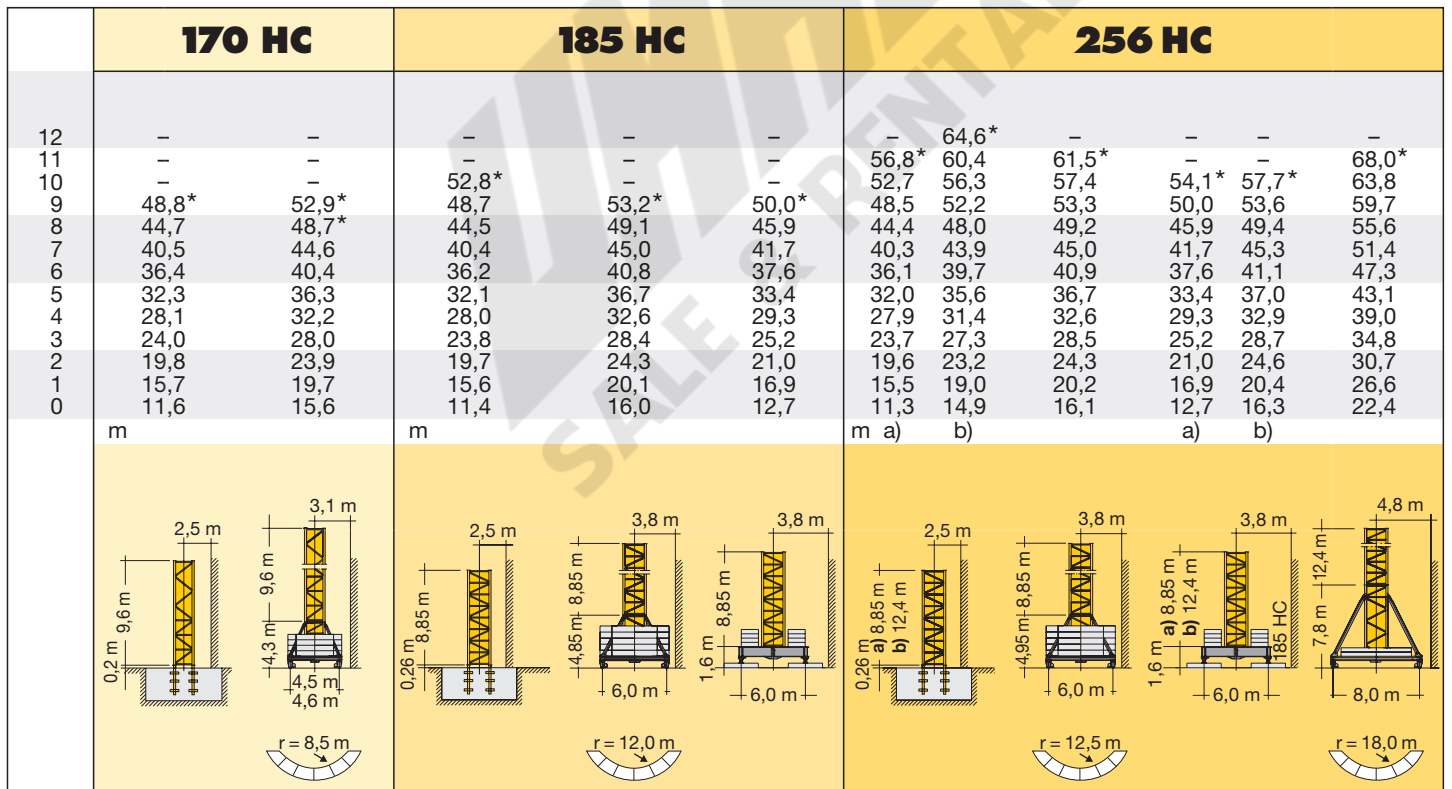 170 HC 185 HC 256 HC
12 – – – – – – 64,6* – – – –
11 – – – – – 56,8* 60,4 61,5* – – 68,0*
10 – – 52,8* – – 52,7 56,3 57,4 54,1* 57,7* 63,8
9 48,8* 52,9* 48,7 53,2* 50,0* 48,5 52,2 53,3 50,0 53,6 59,7
8 44,7 48,7* 44,5 49,1 45,9 44,4 48,0 49,2 45,9 49,4 55,6
7 40,5 44,6 40,4 45,0 41,7 40,3 43,9 45,0 41,7 45,3 51,4
6 36,4 40,4 36,2 40,8 37,6 36,1 39,7 40,9 37,6 41,1 47,3
5 32,3 36,3 32,1 36,7 33,4 32,0 35,6 36,7 33,4 37,0 43,1
4 28,1 32,2 28,0 32,6 29,3 27,9 31,4 32,6 29,3 32,9 39,0
3 24,0 28,0 23,8 28,4 25,2 23,7 27,3 28,5 25,2 28,7 34,8
2 19,8 23,9 19,7 24,3 21,0 19,6 23,2 24,3 21,0 24,6 30,7
1 15,7 19,7 15,6 20,1 16,9 15,5 19,0 20,2 16,9 20,4 26,6
0 11,6 15,6 11,4 16,0 12,7 11,3 14,9 16,1 12,7 16,3 22,4
m m m a) b) a) b)
2,5 m
9,6 m
0,2 m
3,1 m
9,6 m
4,3 m
4,5 m
4,6 m
r = 8,5 m
2,5 m
8,85 m
0,26 m
3,8 m
8,85 m
4,85 m
6,0 m
r = 12,0 m
3,8 m
8,85 m
1,6 m
6,0 m
2,5 m
a) 8,85 m
b) 12,4 m
0,26 m
3,8 m
8,85 m
4,95 m
6,0 m
r = 12,5 m
3,8 m
a) 8,85 m
b) 12,4 m
1,6 m
185 HC
6,0 m
4,8 m
12,4 m
7,8 m
8,0 m
r = 18,0 m
SALE & RENTAL